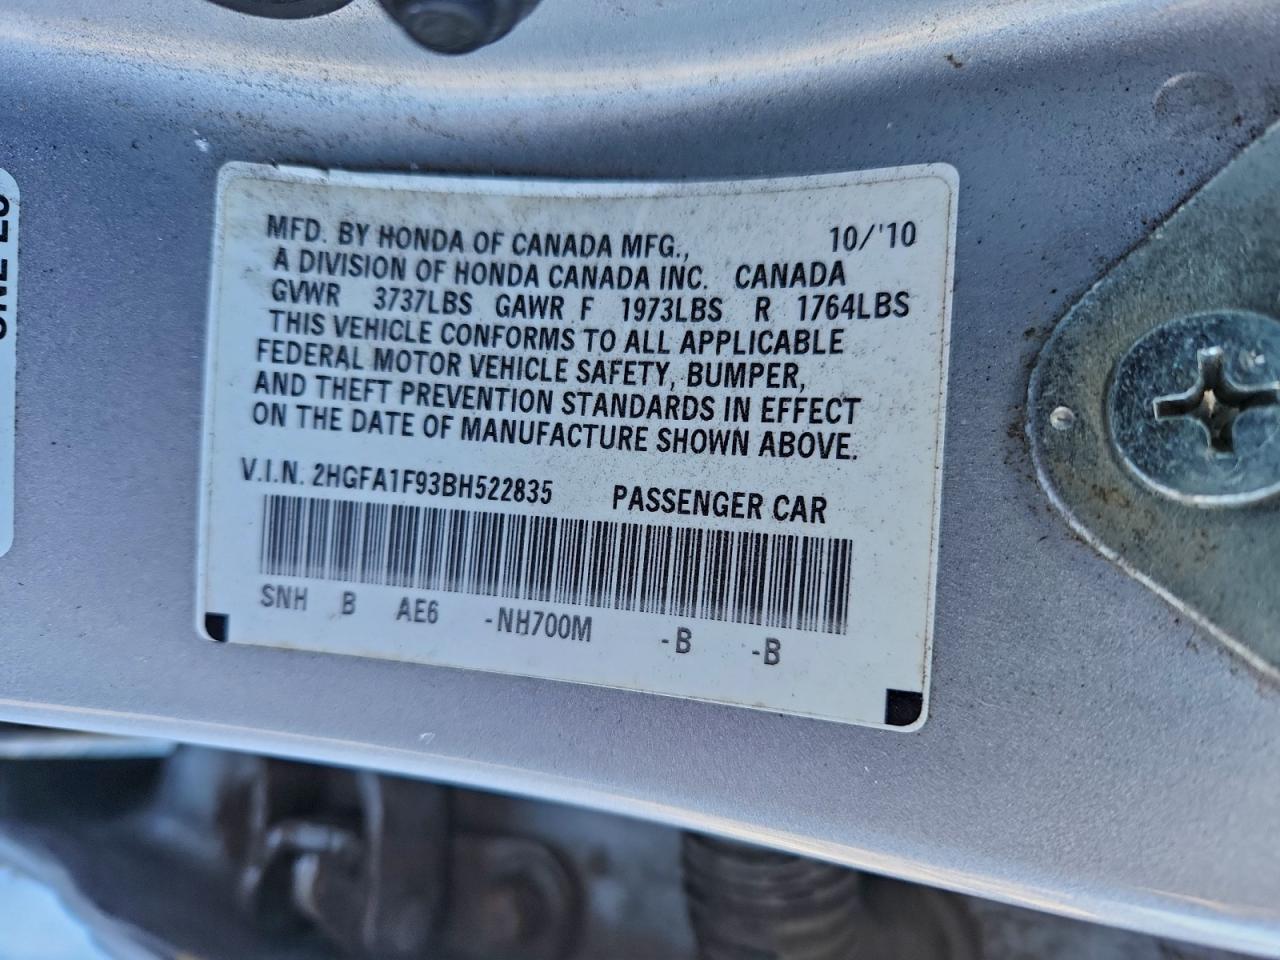 MFD. BY HONDA OF CANADA MFG., 10/'10
A DIVISION OF HONDA CANADA INC. CANADA
GVWR 3737LBS GAWR F 1973LBS R 1764LBS
THIS VEHICLE CONFORMS TO ALL APPLICABLE
FEDERAL MOTOR VEHICLE SAFETY, BUMPER,
AND THEFT PREVENTION STANDARDS IN EFFECT
ON THE DATE OF MANUFACTURE SHOWN ABOVE.
V.I.N. 2HGFA1F93BH522835 PASSENGER CAR
SNH B AE6 -NH700M -B -B